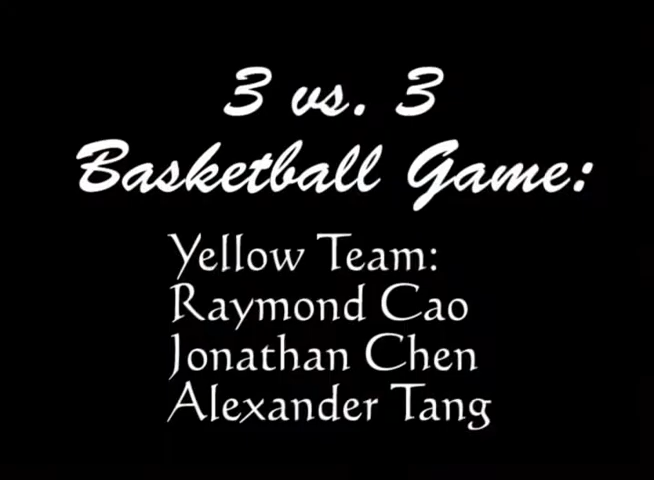 3 vs. 3
Basketball Game:
Yellow Team:
Raymond Cao
Jonathan Chen
Alexander Tang